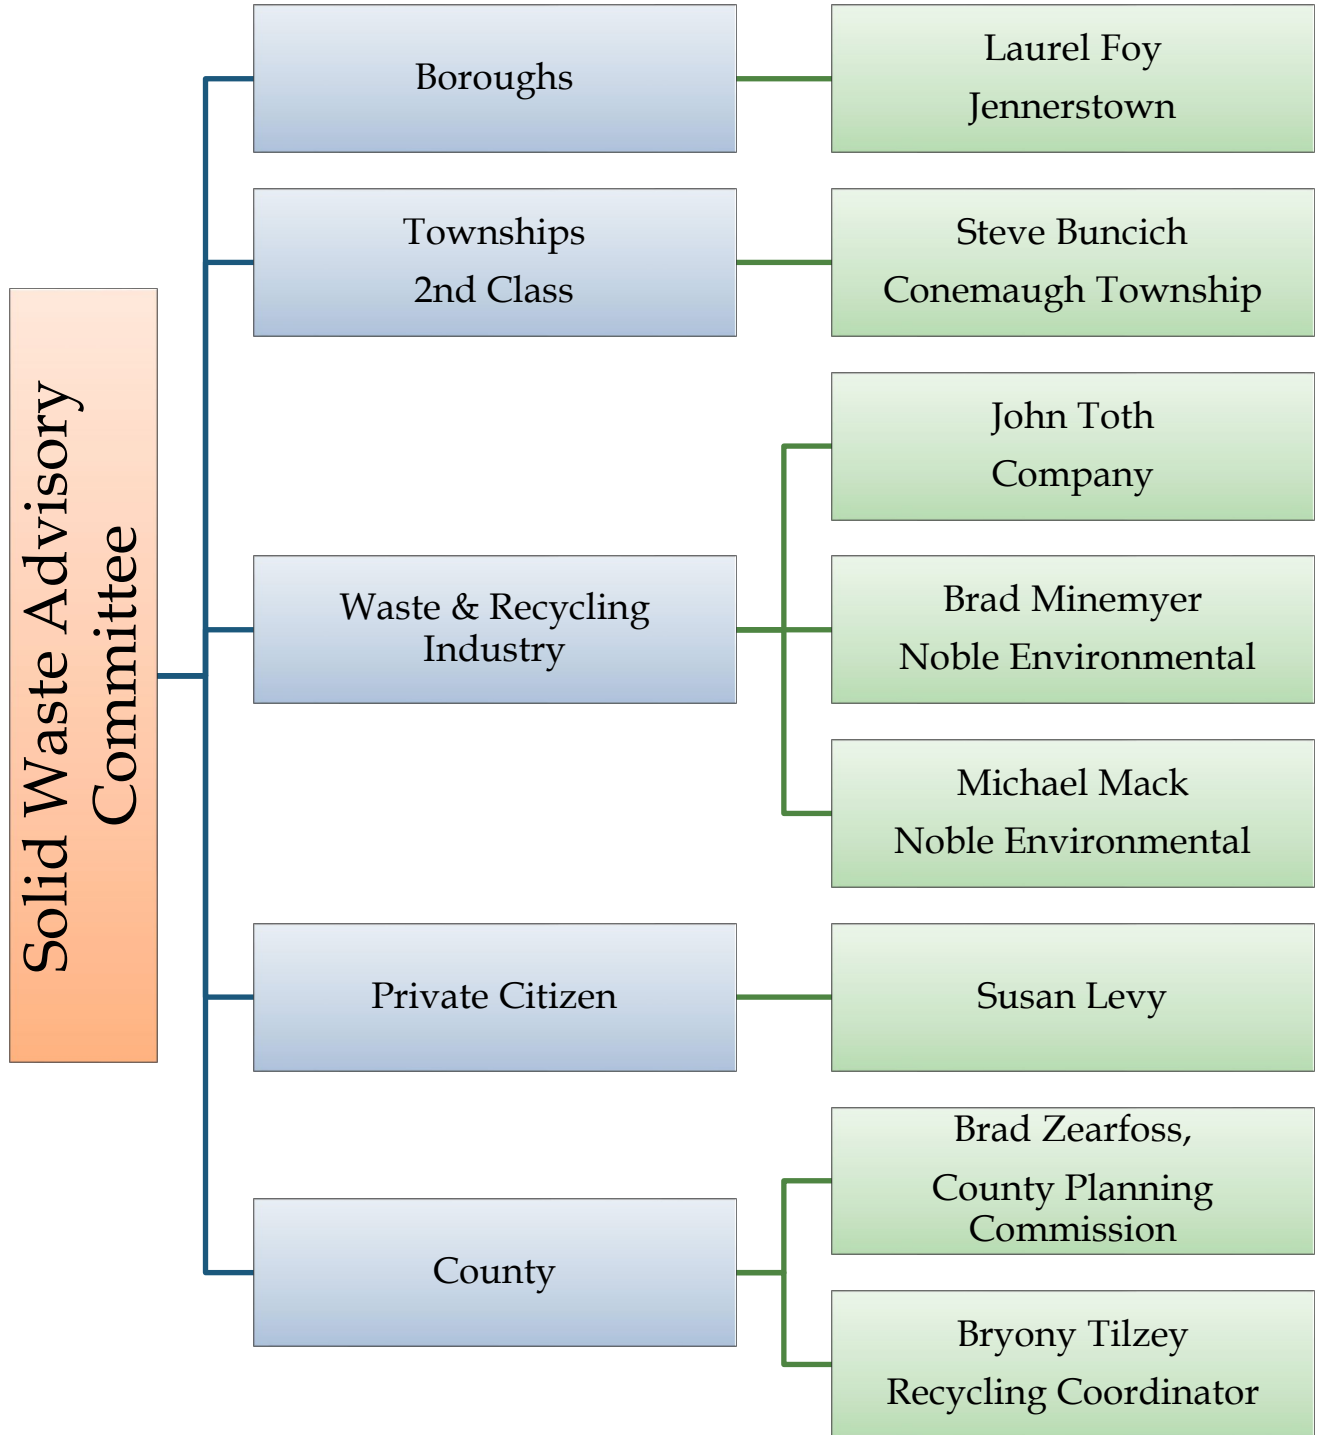 Solid Waste Advisory
Committee
Boroughs
Laurel Foy
Jennerstown
Townships
2nd Class
Steve Buncich
Conemaugh Township
Waste & Recycling
Industry
John Toth
Company
Brad Minemyer
Noble Environmental
Michael Mack
Noble Environmental
Private Citizen
Susan Levy
County
Brad Zearfoss,
County Planning
Commission
Bryony Tilzey
Recycling Coordinator